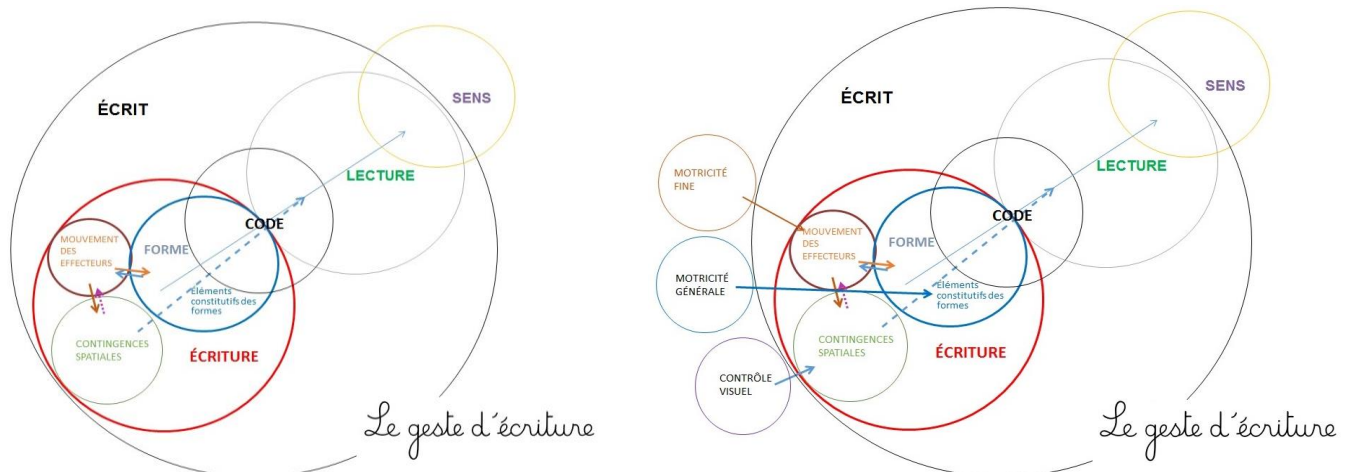 ÉCRIT
SENS
LECTURE
CODE
MOUVEMENT
DES
EFFECTEURS
FORME
Éléments
constitutifs des
formes
CONTINGENCES
SPATIALES
ÉCRITURE
Le geste d'écriture
ÉCRIT
SENS
MOTRICITÉ
FINE
LECTURE
CODE
MOUVEMENT
DES
EFFECTEURS
FORME
MOTRICITÉ
GÉNÉRALE
Éléments
constitutifs des
formes
CONTINGENCES
SPATIALES
ÉCRITURE
CONTRÔLE
VISUEL
Le geste d'écriture